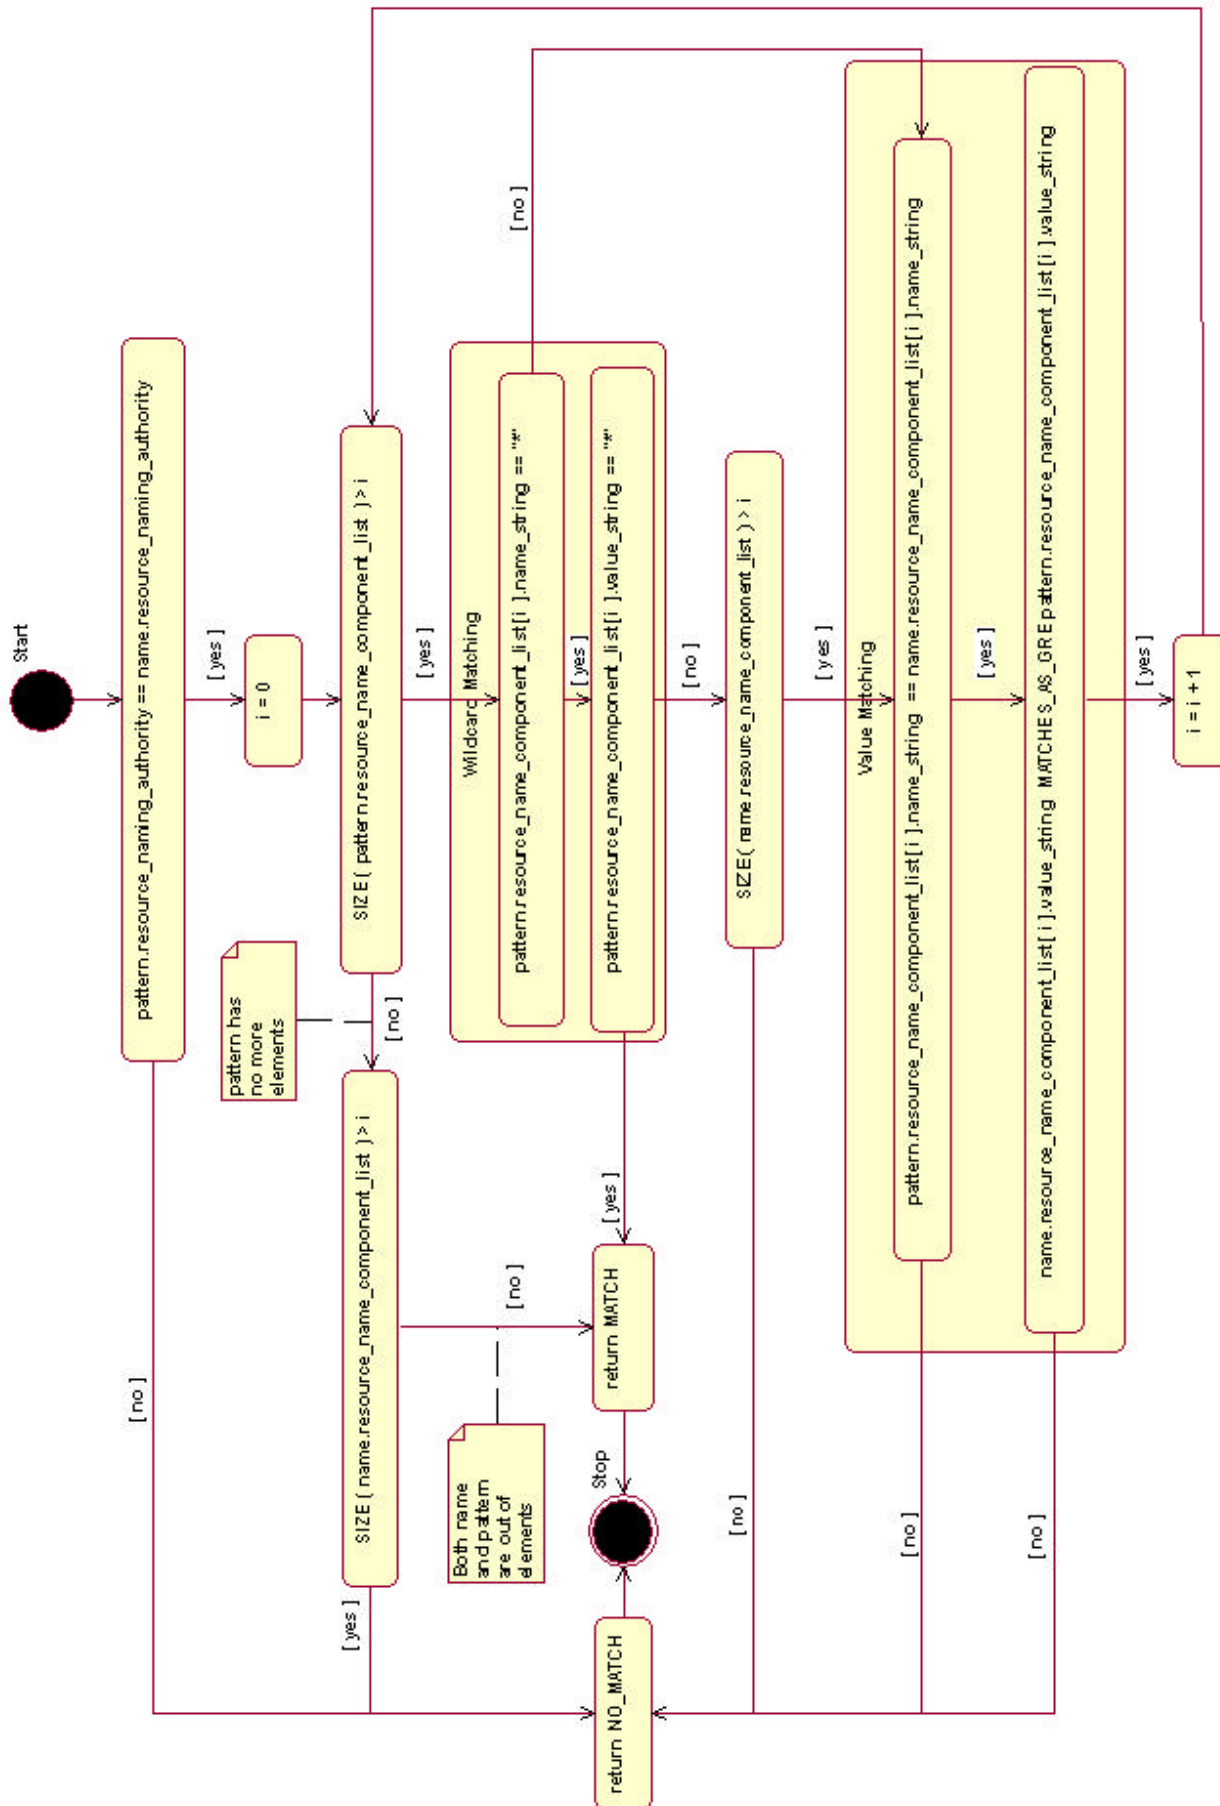 Start
pattern.resource_naming_authority == name.resource_naming_authority
[ yes ]
[ no ]
i = 0
SIZE ( pattern.resource_name_component_list ) > i
[ yes ]
[ no ]
pattern has
no more
elements
SIZE ( name.resource_name_component_list ) > i
[ yes ]
[ no ]
Both name
and pattern
are out of
elements
Wildcard Matching
pattern.resource_name_component_list[ i ].name_string == "*"
[ yes ]
[ no ]
pattern.resource_name_component_list[ i ].value_string == "*"
[ no ]
[ yes ]
return MATCH
Stop
return NO_MATCH
SIZE ( name.resource_name_component_list ) > i
[ yes ]
[ no ]
Value Matching
pattern.resource_name_component_list[ i ].name_string == name.resource_name_component_list[ i ].name_string
[ yes ]
[ no ]
name.resource_name_component_list[ i ].value_string MATCHES_AS_GRE pattern.resource_name_component_list[ i ].value_string
[ yes ]
[ no ]
i = i + 1